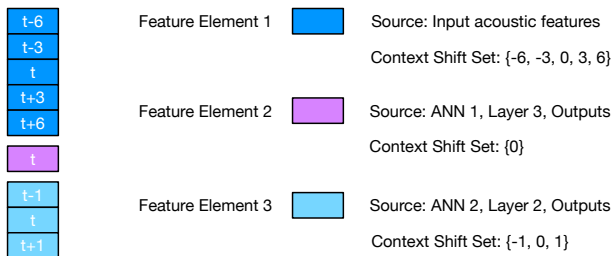 t-6
t-3
t
t+3
t+6
t
t-1
t
t+1
Feature Element 1
Source: Input acoustic features
Context Shift Set: {-6, -3, 0, 3, 6}
Feature Element 2
Source: ANN 1, Layer 3, Outputs
Context Shift Set: {0}
Feature Element 3
Source: ANN 2, Layer 2, Outputs
Context Shift Set: {-1, 0, 1}